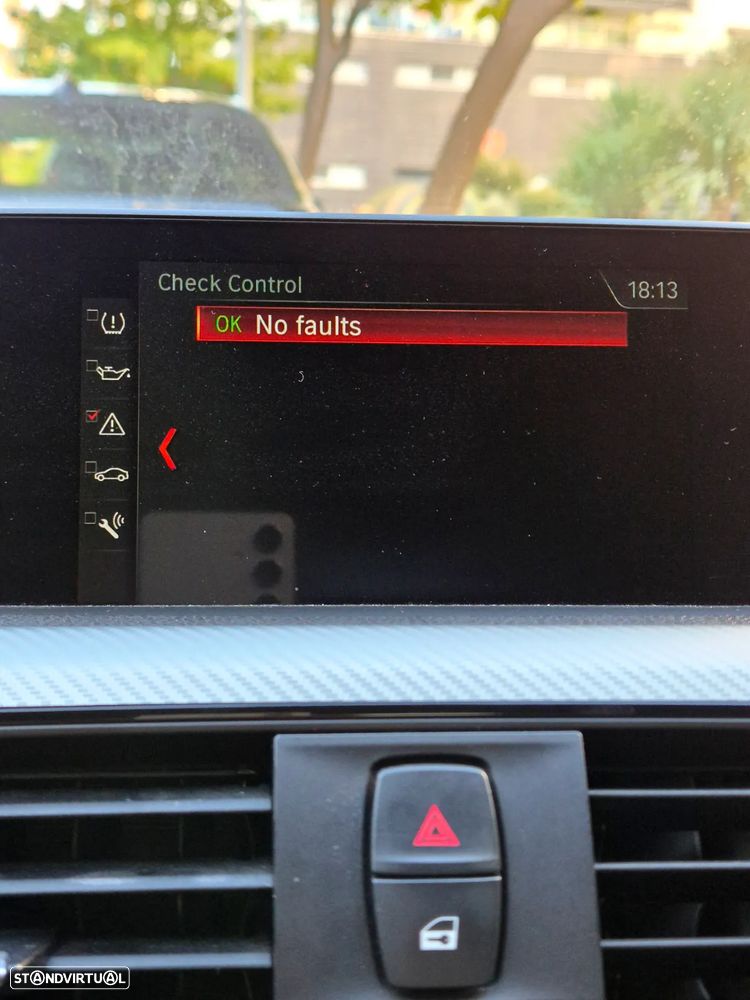 Check Control
18:13
OK No faults
STANDVIRTUAL